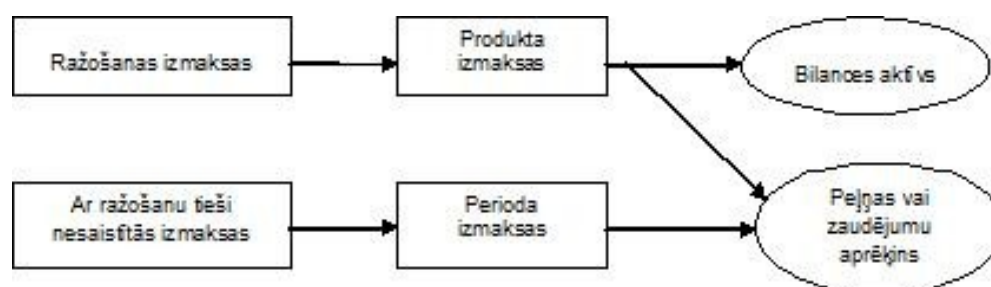 Ražošanas izmaksas
Produkta
izmaksas
Bilances aktīvs
Ar ražošanu tieši
nesaistītās izmaksas
Perioda
izmaksas
Peļņas vai
zaudējumu
aprēķins